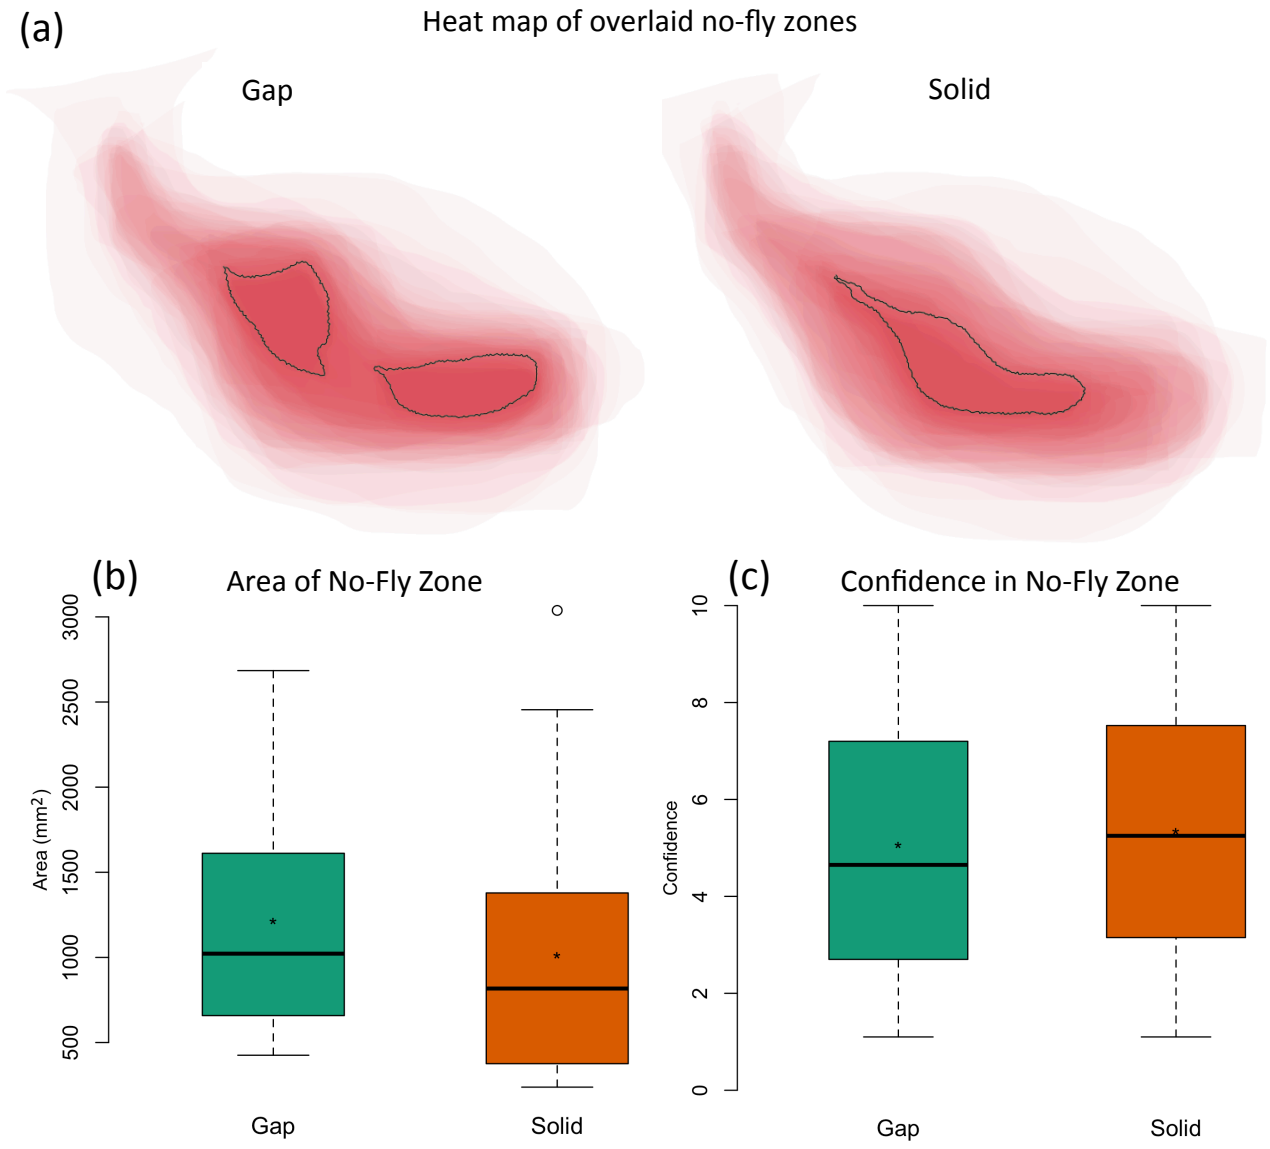 (a)
Heat map of overlaid no-fly zones
Gap
Solid
(b)
Area of No-Fly Zone
3000
2500
2000
1500
1000
500
Area (mm²)
Gap
Solid
(c)
Confidence in No-Fly Zone
10
8
6
4
2
0
Confidence
Gap
Solid